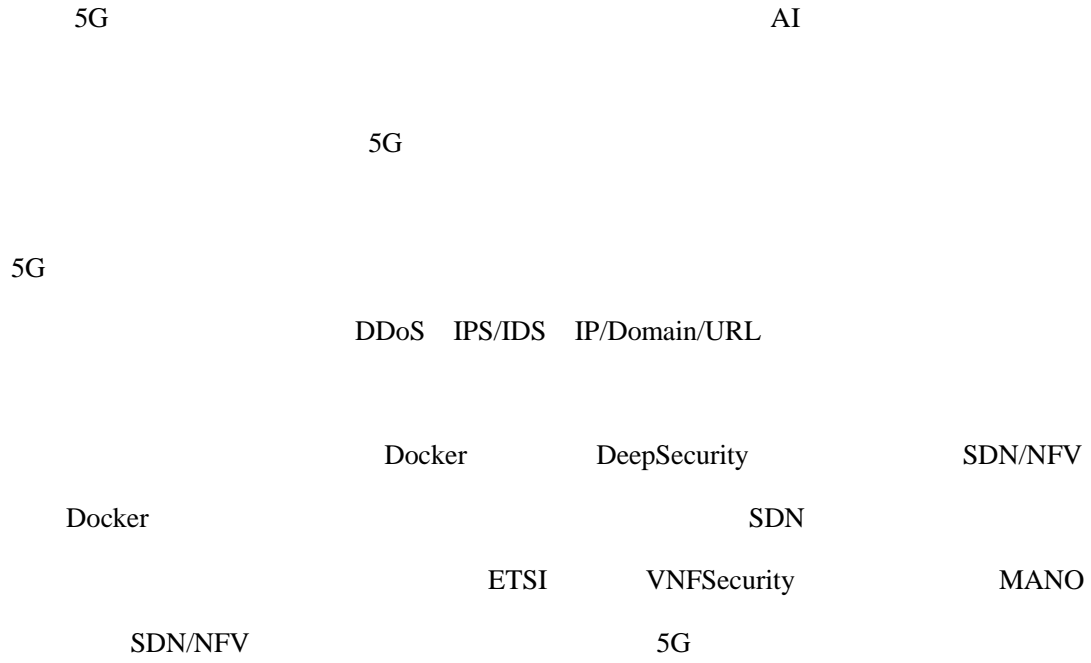 5G AI
5G
5G
DDoS IPS/IDS IP/Domain/URL
Docker DeepSecurity SDN/NFV
Docker SDN
ETSI VNFSecurity MANO
SDN/NFV 5G